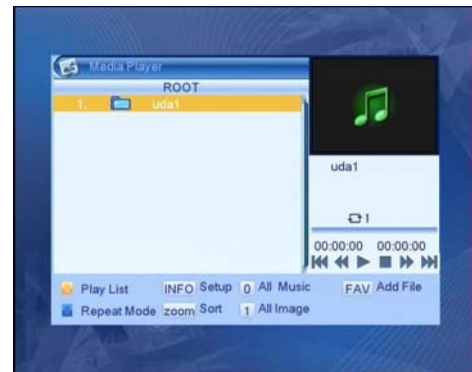 Media Player
ROOT
1. uda1
uda1
1
00:00:00 00:00:00
Play List INFO Setup 0 All Music FAV Add File
Repeat Mode zoom Sort 1 All Image